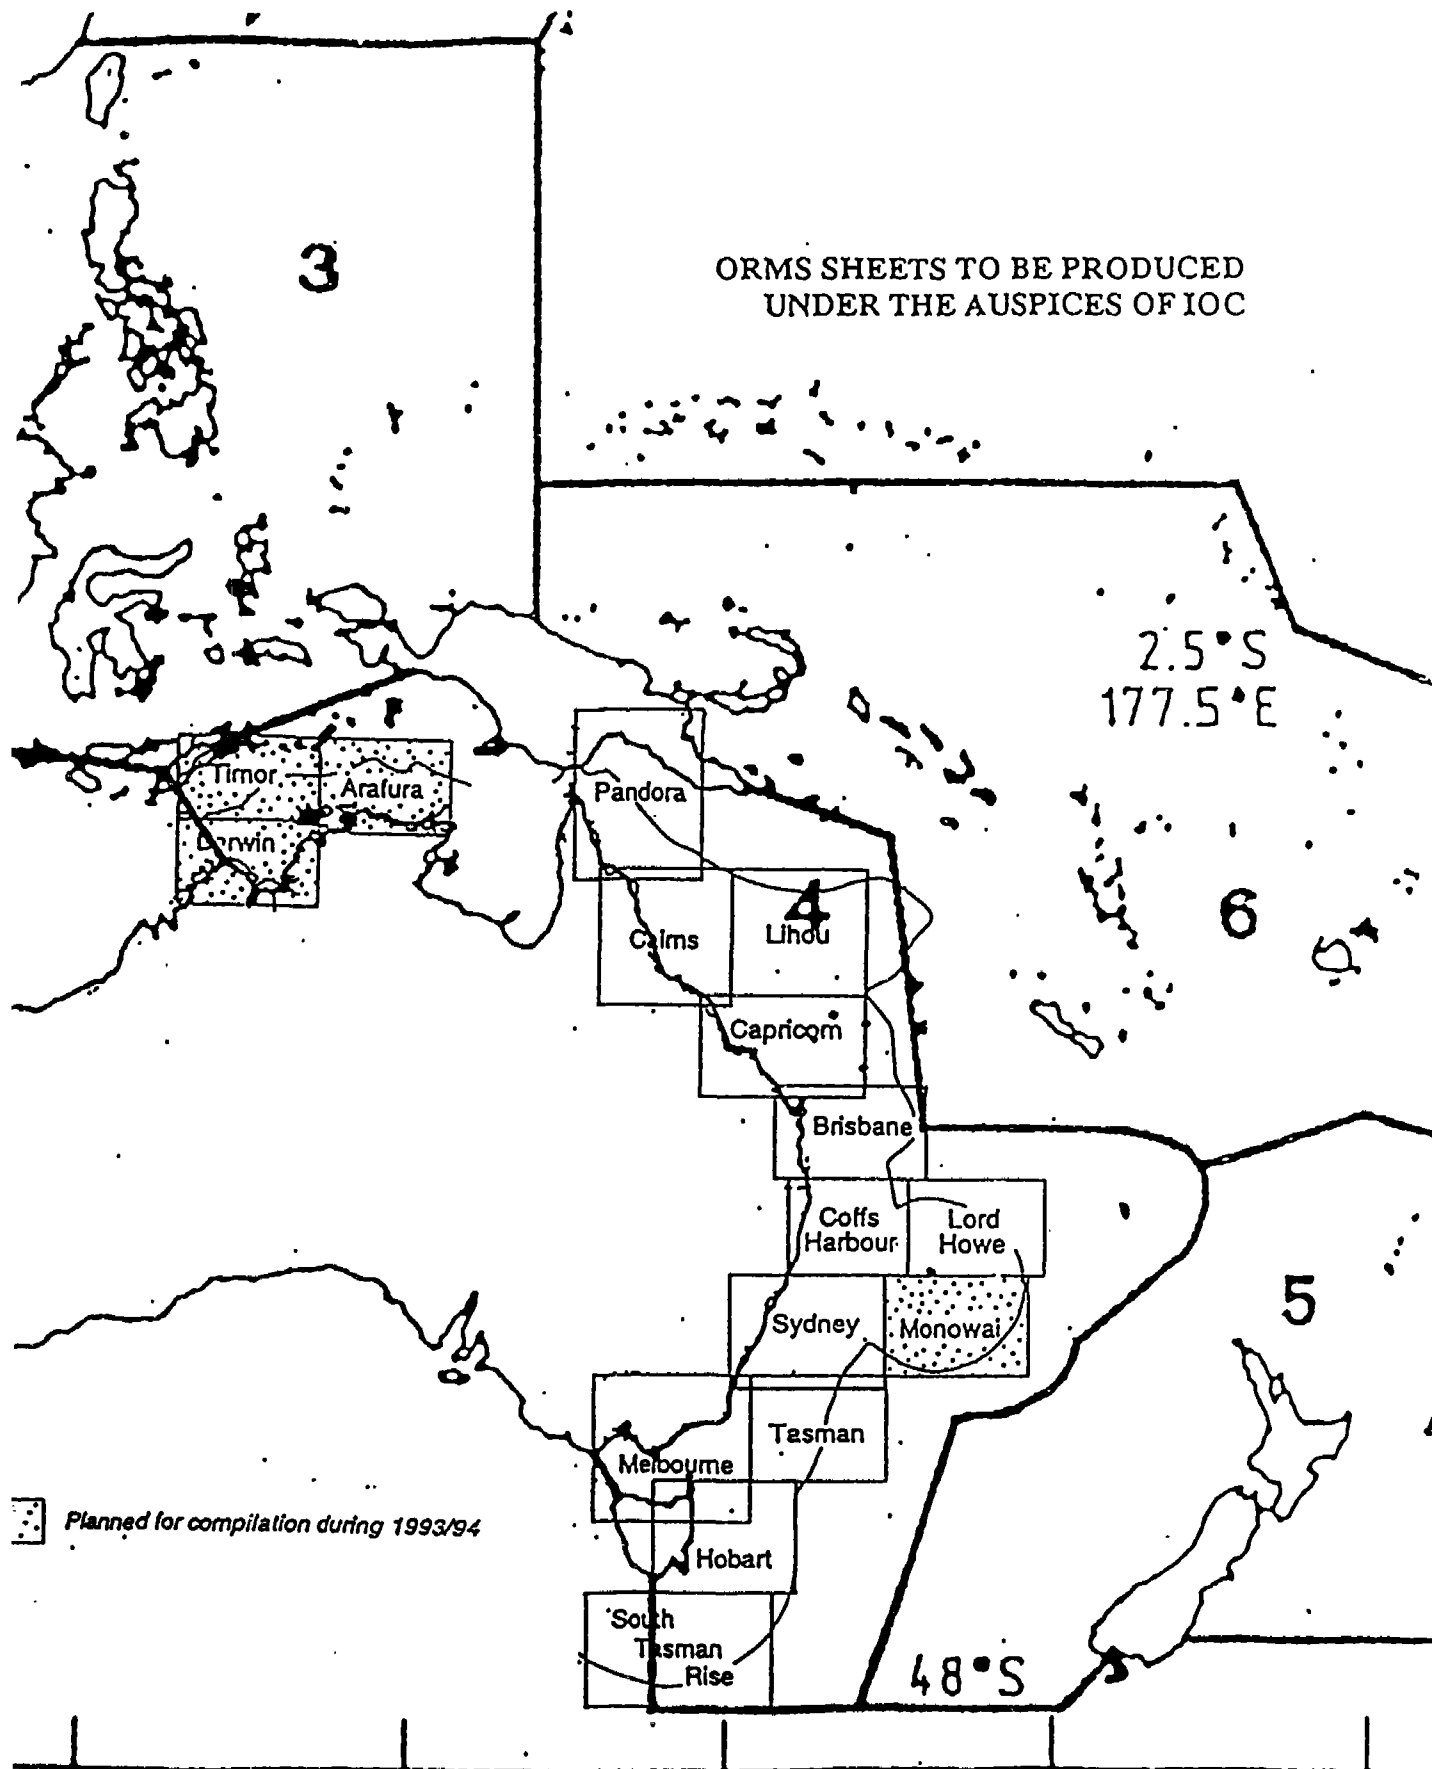 3
ORMS SHEETS TO BE PRODUCED
UNDER THE AUSPICES OF IOC
2.5°S
177.5°E
Timor
Arafura
Darwin
Pandora
4
6
Cairns
Lihou
Capricorn
Brisbane
Coffs
Harbour
Lord
Howe
5
Sydney
Monowai
Tasman
Melbourne
Planned for compilation during 1993/94
Hobart
South
Tasman
Rise
48°S